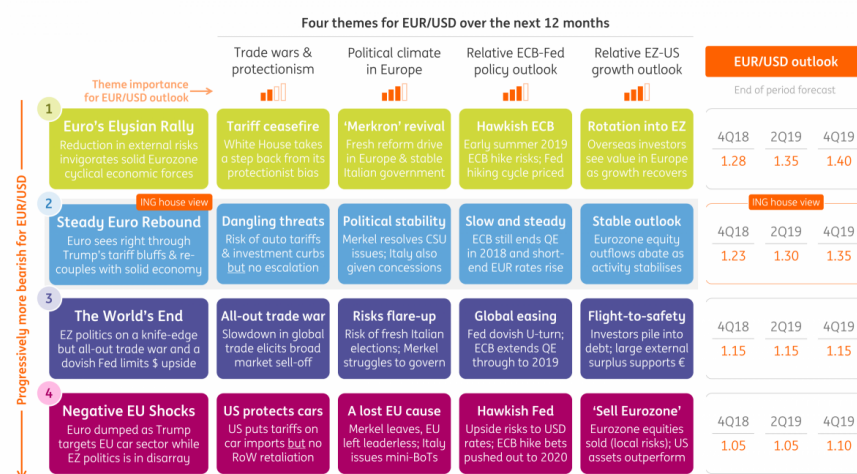 Four themes for EUR/USD over the next 12 months
Trade wars &
protectionism
Political climate
in Europe
Relative ECB-Fed
policy outlook
Relative EZ-US
growth outlook
EUR/USD outlook
Theme importance
for EUR/USD outlook
End of period forecast
Progressively more bearish for EUR/USD
1
Euro's Elysian Rally
Reduction in external risks
invigorates solid Eurozone
cyclical economic forces
Tariff ceasefire
White House takes
a step back from its
protectionist bias
'Merkron' revival
Fresh reform drive
in Europe & stable
Italian government
Hawkish ECB
Early summer 2019
ECB hike risks; Fed
hiking cycle priced
Rotation into EZ
Overseas investors
see value in Europe
as growth recovers
4Q18 2Q19 4Q19
1.28 1.35 1.40
2
ING house view
Steady Euro Rebound
Euro sees right through
Trump's tariff bluffs & re-
couples with solid economy
Dangling threats
Risk of auto tariffs
& investment curbs
but no escalation
Political stability
Merkel resolves CSU
issues; Italy also
given concessions
Slow and steady
ECB still ends QE
in 2018 and short-
end EUR rates rise
Stable outlook
Eurozone equity
outflows abate as
activity stabilises
ING house view
4Q18 2Q19 4Q19
1.23 1.30 1.35
3
The World's End
EZ politics on a knife-edge
but all-out trade war and a
dovish Fed limits $ upside
All-out trade war
Slowdown in global
trade elicits broad
market sell-off
Risks flare-up
Risk of fresh Italian
elections; Merkel
struggles to govern
Global easing
Fed dovish U-turn;
ECB extends QE
through to 2019
Flight-to-safety
Investors pile into
debt; large external
surplus supports €
4Q18 2Q19 4Q19
1.15 1.15 1.15
4
Negative EU Shocks
Euro dumped as Trump
targets EU car sector while
EZ politics is in disarray
US protects cars
US puts tariffs on
car imports but no
RoW retaliation
A lost EU cause
Merkel leaves, EU
left leaderless; Italy
issues mini-BoTs
Hawkish Fed
Upside risks to USD
rates; ECB hike bets
pushed out to 2020
'Sell Eurozone'
Eurozone equities
sold (local risks); US
assets outperform
4Q18 2Q19 4Q19
1.05 1.05 1.10